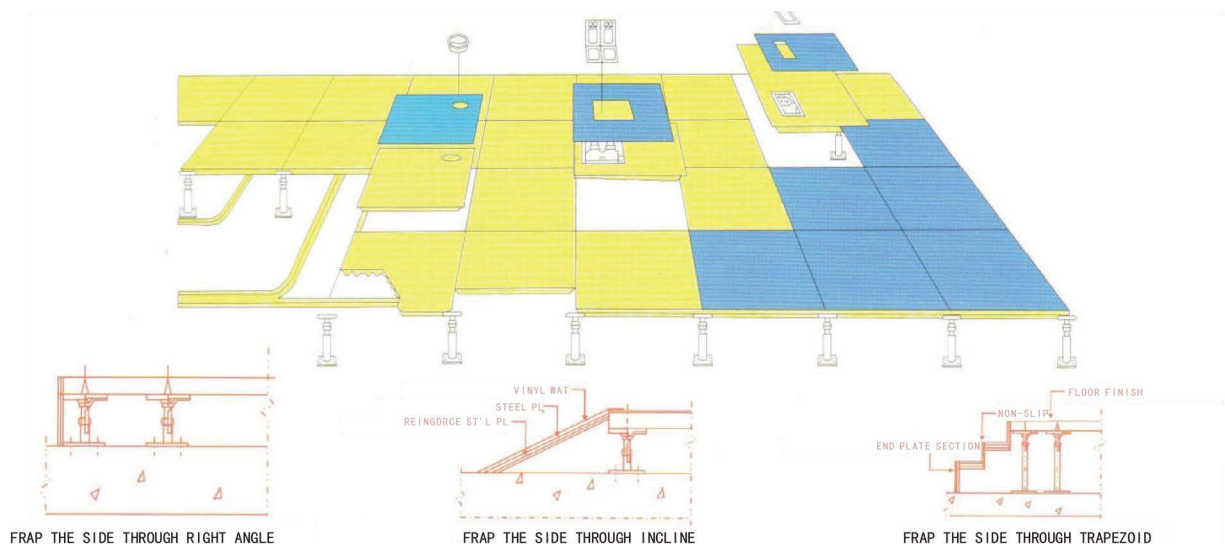 VINYL WAT
STEEL PL
REINGORCE ST'L PL
FLOOR FINISH
NON-SLIP
END PLATE SECTION
FRAP THE SIDE THROUGH RIGHT ANGLE
FRAP THE SIDE THROUGH INCLINE
FRAP THE SIDE THROUGH TRAPEZOID